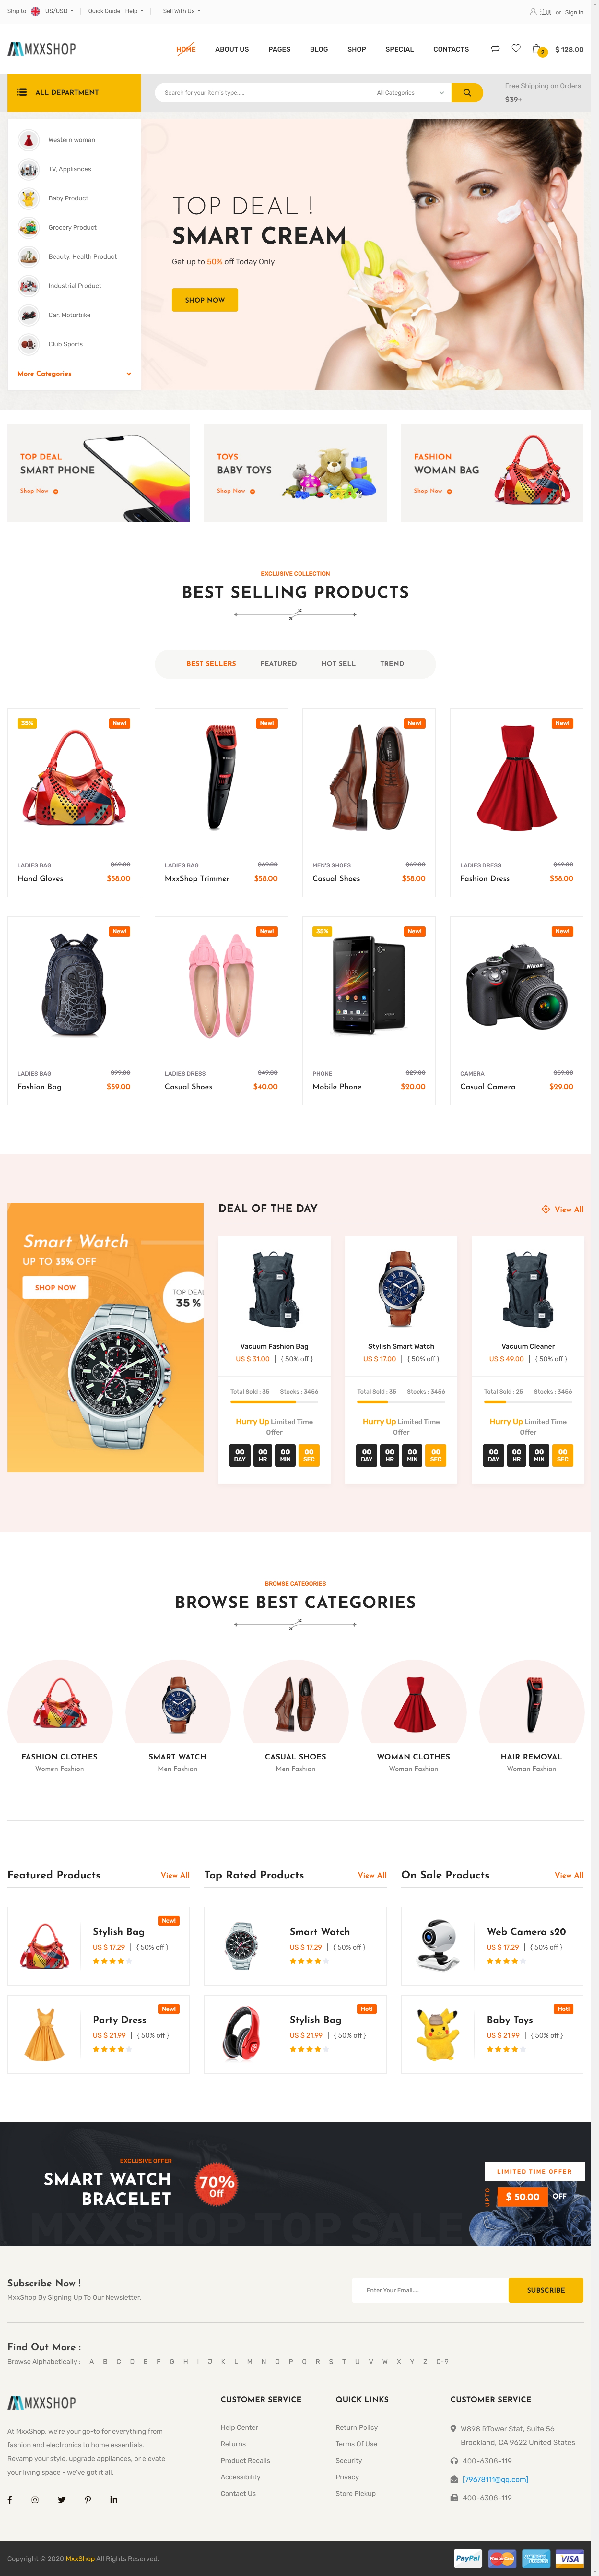 Ship to US/USD | Quick Guide Help | Sell With Us 注册 or Sign in
MXXSHOP HOME ABOUT US PAGES BLOG SHOP SPECIAL CONTACTS 2 $ 128.00
ALL DEPARTMENT Search for your item's type..... All Categories Free Shipping on Orders
$39+
Western woman
TV, Appliances
Baby Product
Grocery Product
Beauty, Health Product
Industrial Product
Car, Motorbike
Club Sports
More Categories
TOP DEAL !
SMART CREAM
Get up to 50% off Today Only
SHOP NOW
TOP DEAL
SMART PHONE
Shop Now
TOYS
BABY TOYS
Shop Now
FASHION
WOMAN BAG
Shop Now
EXCLUSIVE COLLECTION
BEST SELLING PRODUCTS
BEST SELLERS FEATURED HOT SELL TREND
35% New! New! New! New!
LADIES BAG $69.00 LADIES BAG $69.00 MEN'S SHOES $69.00 LADIES DRESS $69.00
Hand Gloves $58.00 MxxShop Trimmer $58.00 Casual Shoes $58.00 Fashion Dress $58.00
New! New! 35% New! New!
Nikon
LADIES BAG $99.00 LADIES DRESS $49.00 PHONE $29.00 CAMERA $59.00
Fashion Bag $59.00 Casual Shoes $40.00 Mobile Phone $20.00 Casual Camera $29.00
Smart Watch
UP TO 35% OFF
SHOP NOW
TOP DEAL
35 %
DEAL OF THE DAY View All
Vacuum Fashion Bag Stylish Smart Watch Vacuum Cleaner
US $ 31.00 | ( 50% off ) US $ 17.00 | ( 50% off ) US $ 49.00 | ( 50% off )
Total Sold : 35 Stocks : 3456 Total Sold : 35 Stocks : 3456 Total Sold : 25 Stocks : 3456
Hurry Up Limited Time Hurry Up Limited Time Hurry Up Limited Time
Offer Offer Offer
00 00 00 00 00 00 00 00 00 00 00 00
DAY HR MIN SEC DAY HR MIN SEC DAY HR MIN SEC
BROWSE CATEGORIES
BROWSE BEST CATEGORIES
FASHION CLOTHES SMART WATCH CASUAL SHOES WOMAN CLOTHES HAIR REMOVAL
Women Fashion Men Fashion Men Fashion Woman Fashion Woman Fashion
Featured Products View All Top Rated Products View All On Sale Products View All
New!
Stylish Bag Smart Watch Web Camera s20
US $ 17.29 | ( 50% off ) US $ 17.29 | ( 50% off ) US $ 17.29 | ( 50% off )
New! Hot! Hot!
Party Dress Stylish Bag Baby Toys
US $ 21.99 | ( 50% off ) US $ 21.99 | ( 50% off ) US $ 21.99 | ( 50% off )
EXCLUSIVE OFFER
SMART WATCH
BRACELET
70%
Off
LIMITED TIME OFFER
UPTO $ 50.00 OFF
Subscribe Now !
MxxShop By Signing Up To Our Newsletter.
Enter Your Email..... SUBSCRIBE
Find Out More :
Browse Alphabetically : A B C D E F G H I J K L M N O P Q R S T U V W X Y Z 0-9
MXXSHOP
At MxxShop, we're your go-to for everything from
fashion and electronics to home essentials.
Revamp your style, upgrade appliances, or elevate
your living space – we've got it all.
CUSTOMER SERVICE
Help Center
Returns
Product Recalls
Accessibility
Contact Us
QUICK LINKS
Return Policy
Terms Of Use
Security
Privacy
Store Pickup
CUSTOMER SERVICE
W898 RTower Stat, Suite 56
Brockland, CA 9622 United States
400-6308-119
[79678111@qq.com]
400-6308-119
Copyright © 2020 MxxShop All Rights Reserved. PayPal MasterCard VISA